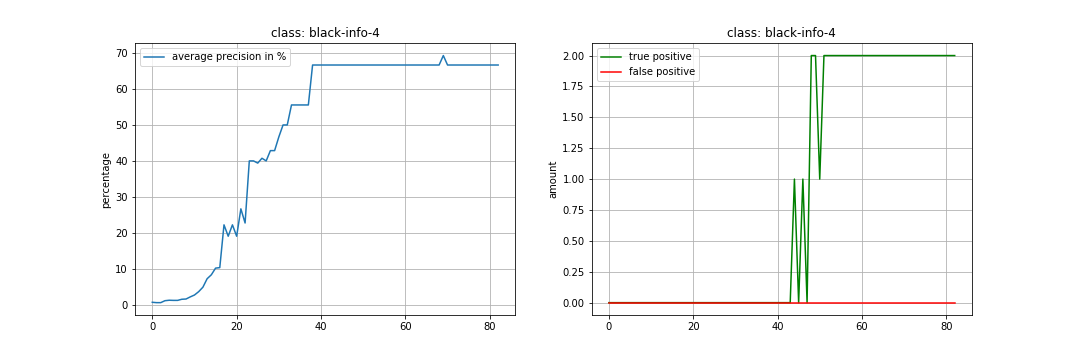 class: black-info-4
average precision in %
percentage
70
60
50
40
30
20
10
0
0 20 40 60 80
class: black-info-4
true positive
false positive
amount
2.00
1.75
1.50
1.25
1.00
0.75
0.50
0.25
0.00
0 20 40 60 80